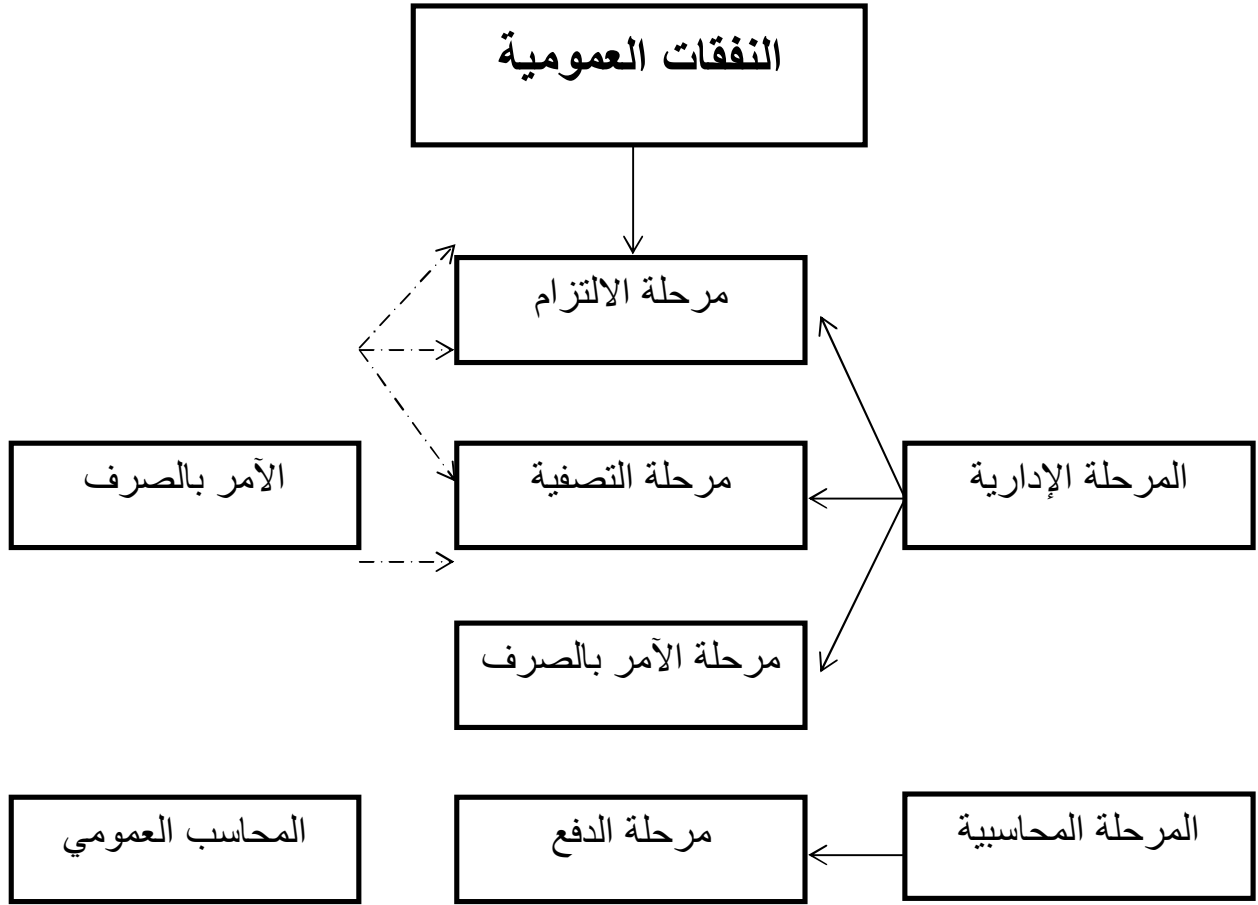 النفقات العمومية
مرحلة الالتزام
المرحلة الإدارية
مرحلة التصفية
الآمر بالصرف
مرحلة الآمر بالصرف
المرحلة المحاسبية
مرحلة الدفع
المحاسب العمومي